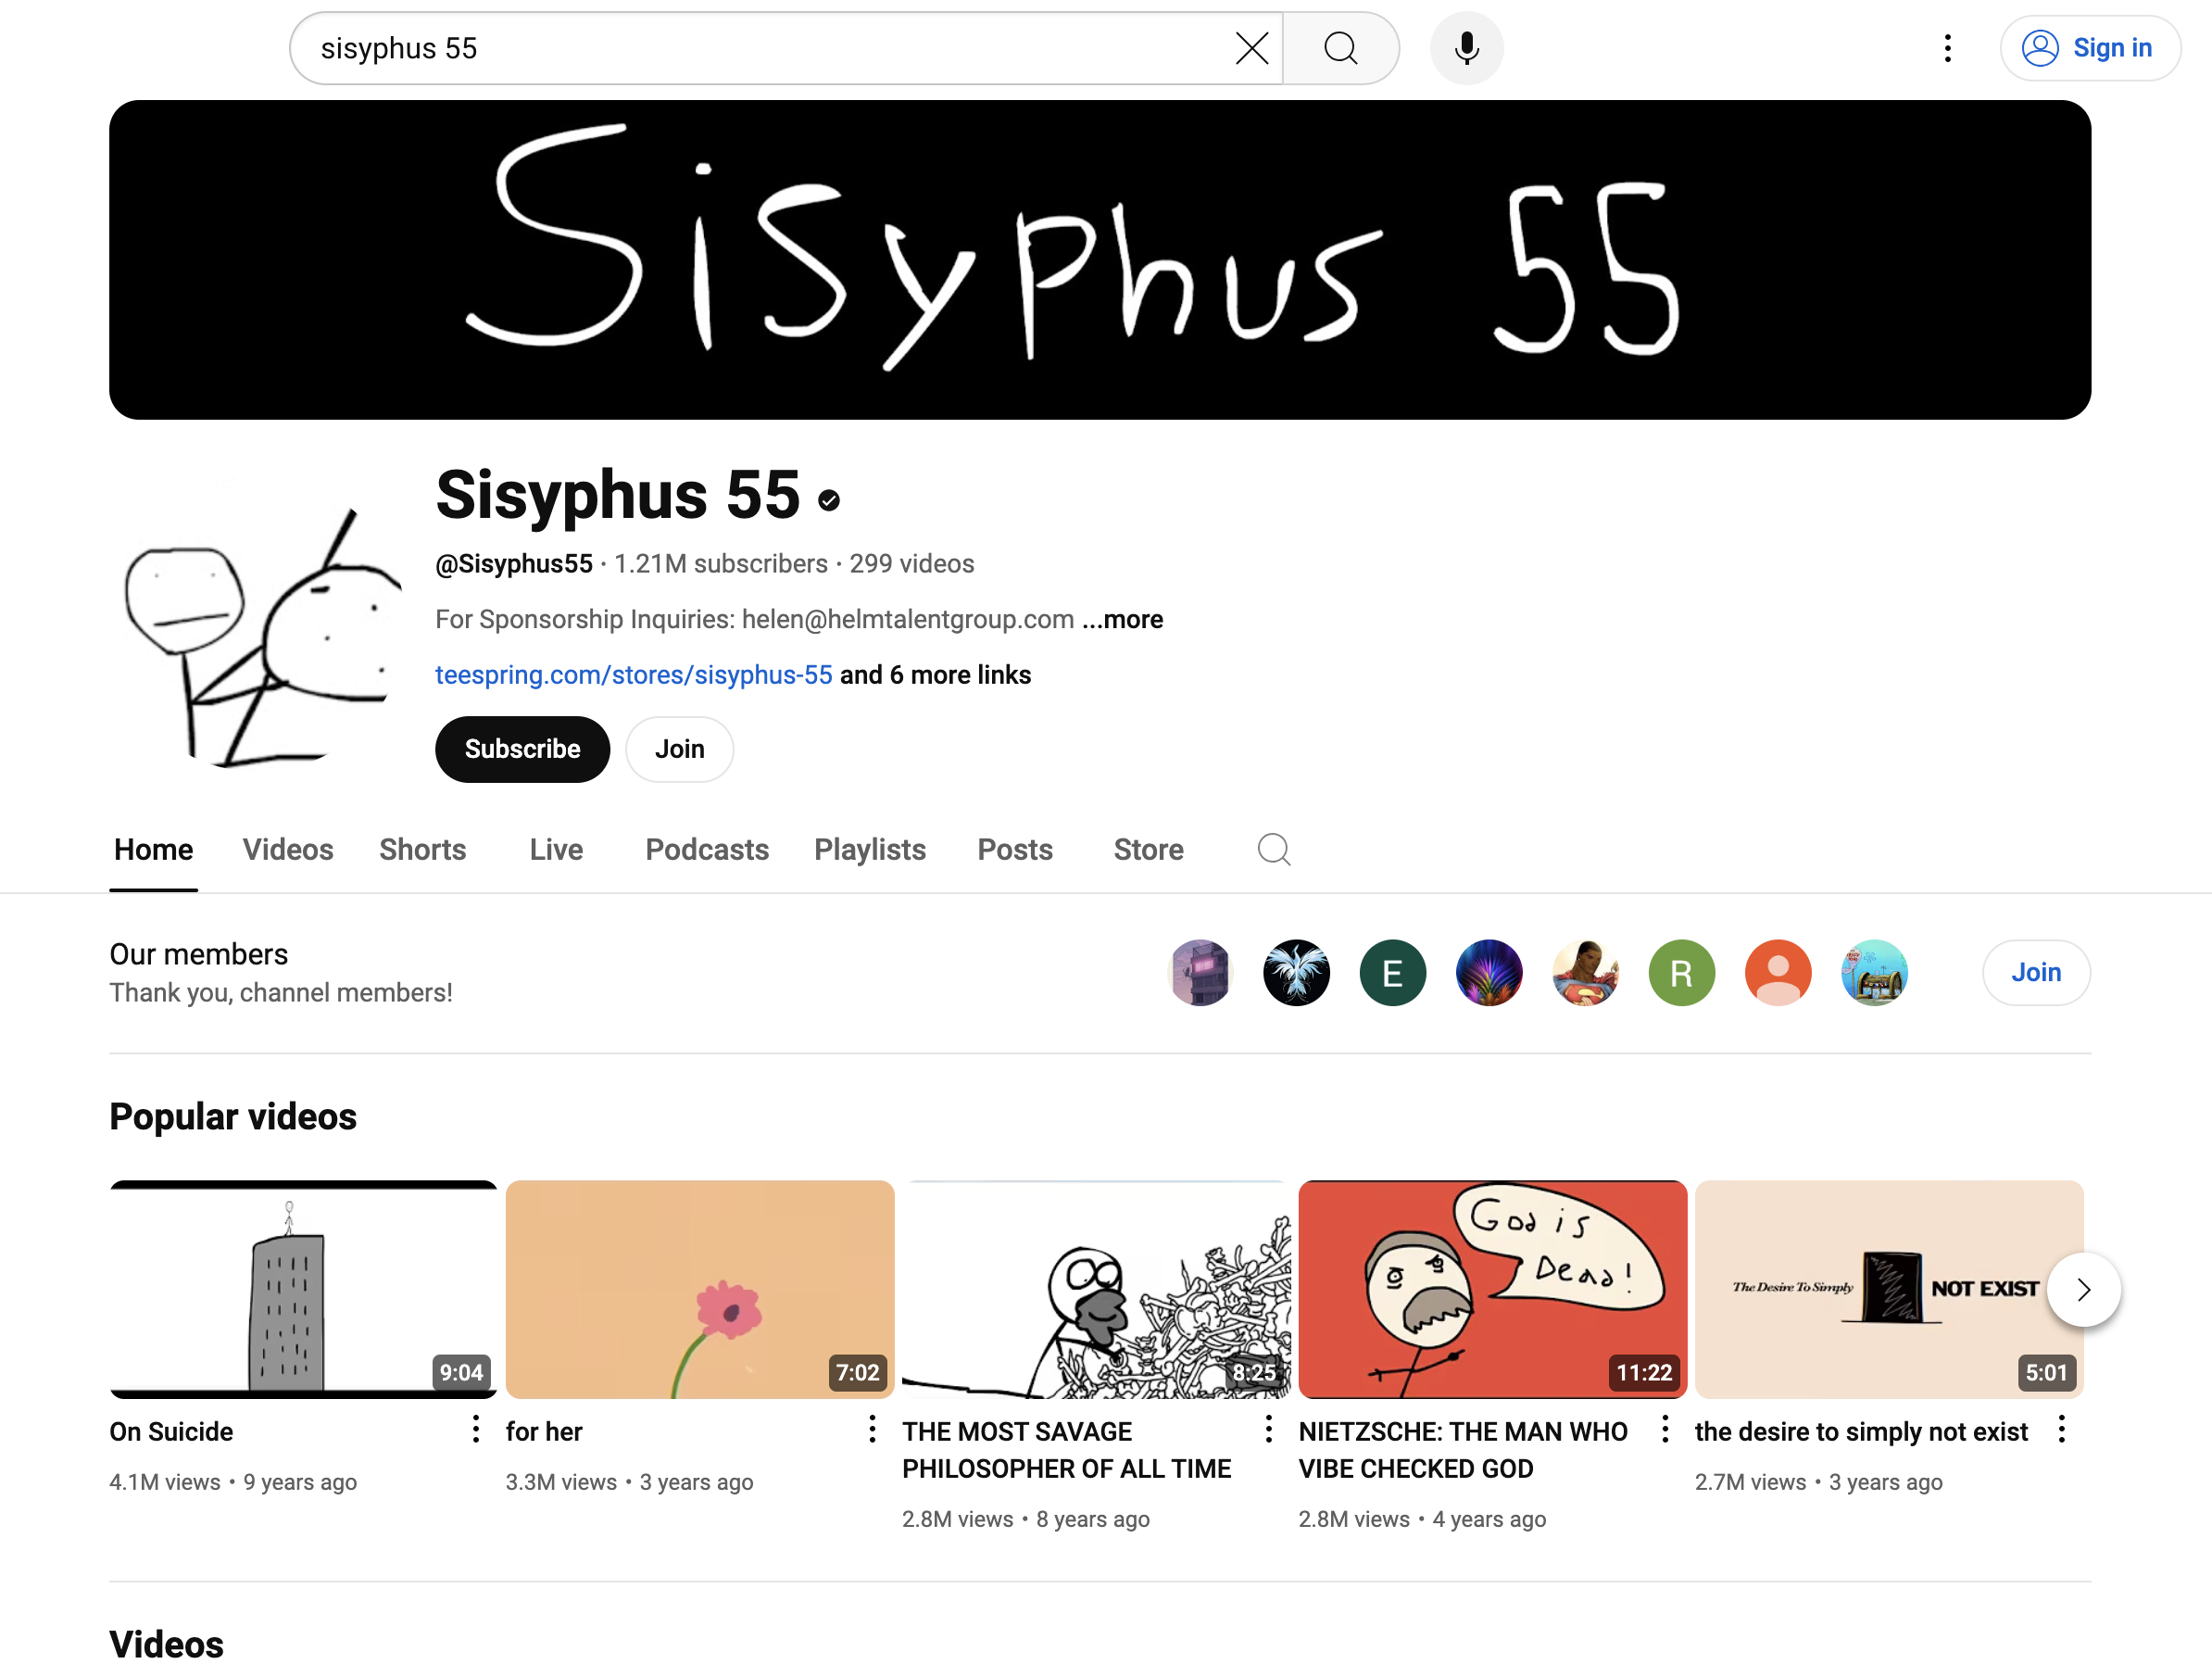 sisyphus 55
Sign in
Sisyphus 55
Sisyphus 55
@Sisyphus55 · 1.21M subscribers · 299 videos
For Sponsorship Inquiries: helen@helmtalentgroup.com ...more
teespring.com/stores/sisyphus-55 and 6 more links
Subscribe
Join
Home Videos Shorts Live Podcasts Playlists Posts Store
Our members
Thank you, channel members!
E
R
Join
Popular videos
9:04
On Suicide
4.1M views • 9 years ago
7:02
for her
3.3M views • 3 years ago
8:25
THE MOST SAVAGE
PHILOSOPHER OF ALL TIME
2.8M views • 8 years ago
God is
Dead!
11:22
NIETZSCHE: THE MAN WHO
VIBE CHECKED GOD
2.8M views • 4 years ago
The Desire To Simply NOT EXIST
5:01
the desire to simply not exist
2.7M views • 3 years ago
Videos